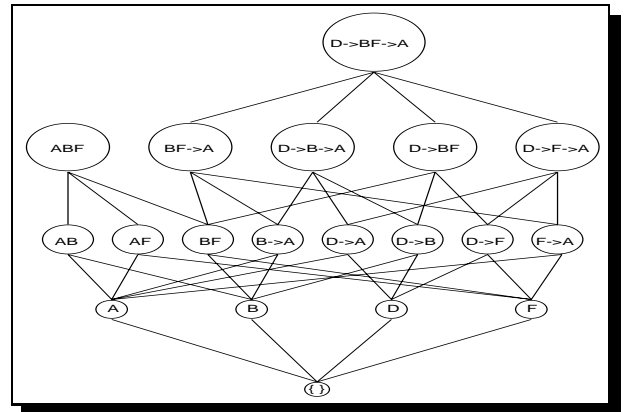 D->BF->A
ABF BF->A D->B->A D->BF D->F->A
AB AF BF B->A D->A D->B D->F F->A
A B D F
{ }